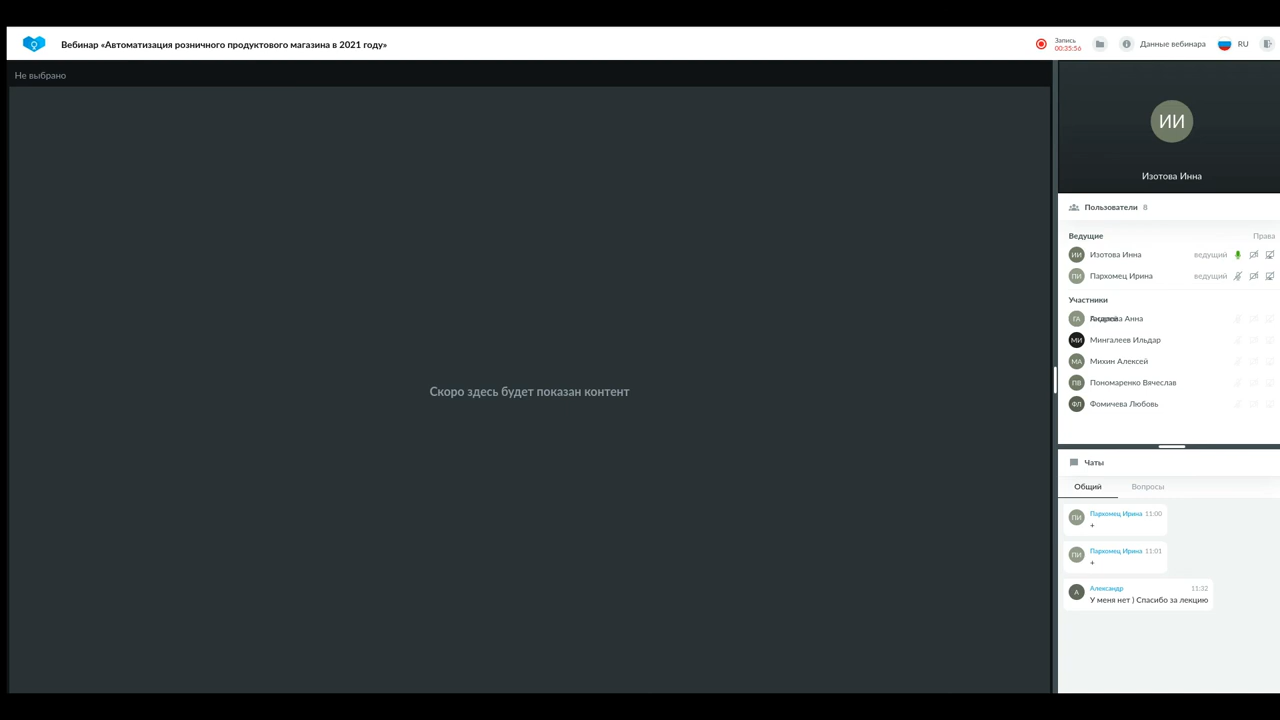 Вебинар «Автоматизация розничного продуктового магазина в 2021 году»
Запись
00:35:56
Данные вебинара
RU
Не выбрано
Скоро здесь будет показан контент
ИИ
Изотова Инна
Пользователи 8
Ведущие Права
ИИ Изотова Инна ведущий
ПИ Пархомец Ирина ведущий
Участники
ГА Анна
МИ Мингалеев Ильдар
МА Михин Алексей
ПВ Пономаренко Вячеслав
ФЛ Фомичева Любовь
Чаты
Общий Вопросы
ПИ Пархомец Ирина 11:00
+
ПИ Пархомец Ирина 11:01
+
А Александр 11:32
У меня нет ) Спасибо за лекцию